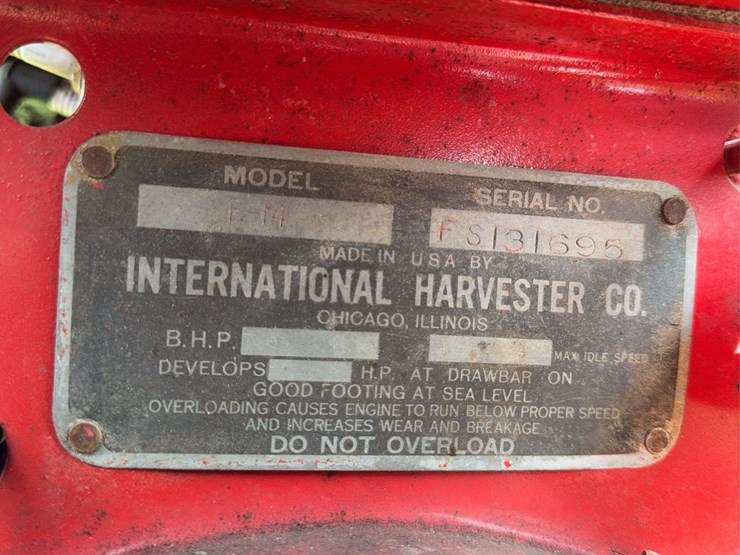 MODEL
SERIAL NO.
F-14
FS131695
MADE IN U.S.A. BY
INTERNATIONAL HARVESTER CO.
CHICAGO, ILLINOIS
B.H.P.
MAX IDLE SPEED
DEVELOPS H.P. AT DRAWBAR ON
GOOD FOOTING AT SEA LEVEL
OVERLOADING CAUSES ENGINE TO RUN BELOW PROPER SPEED
AND INCREASES WEAR AND BREAKAGE
DO NOT OVERLOAD